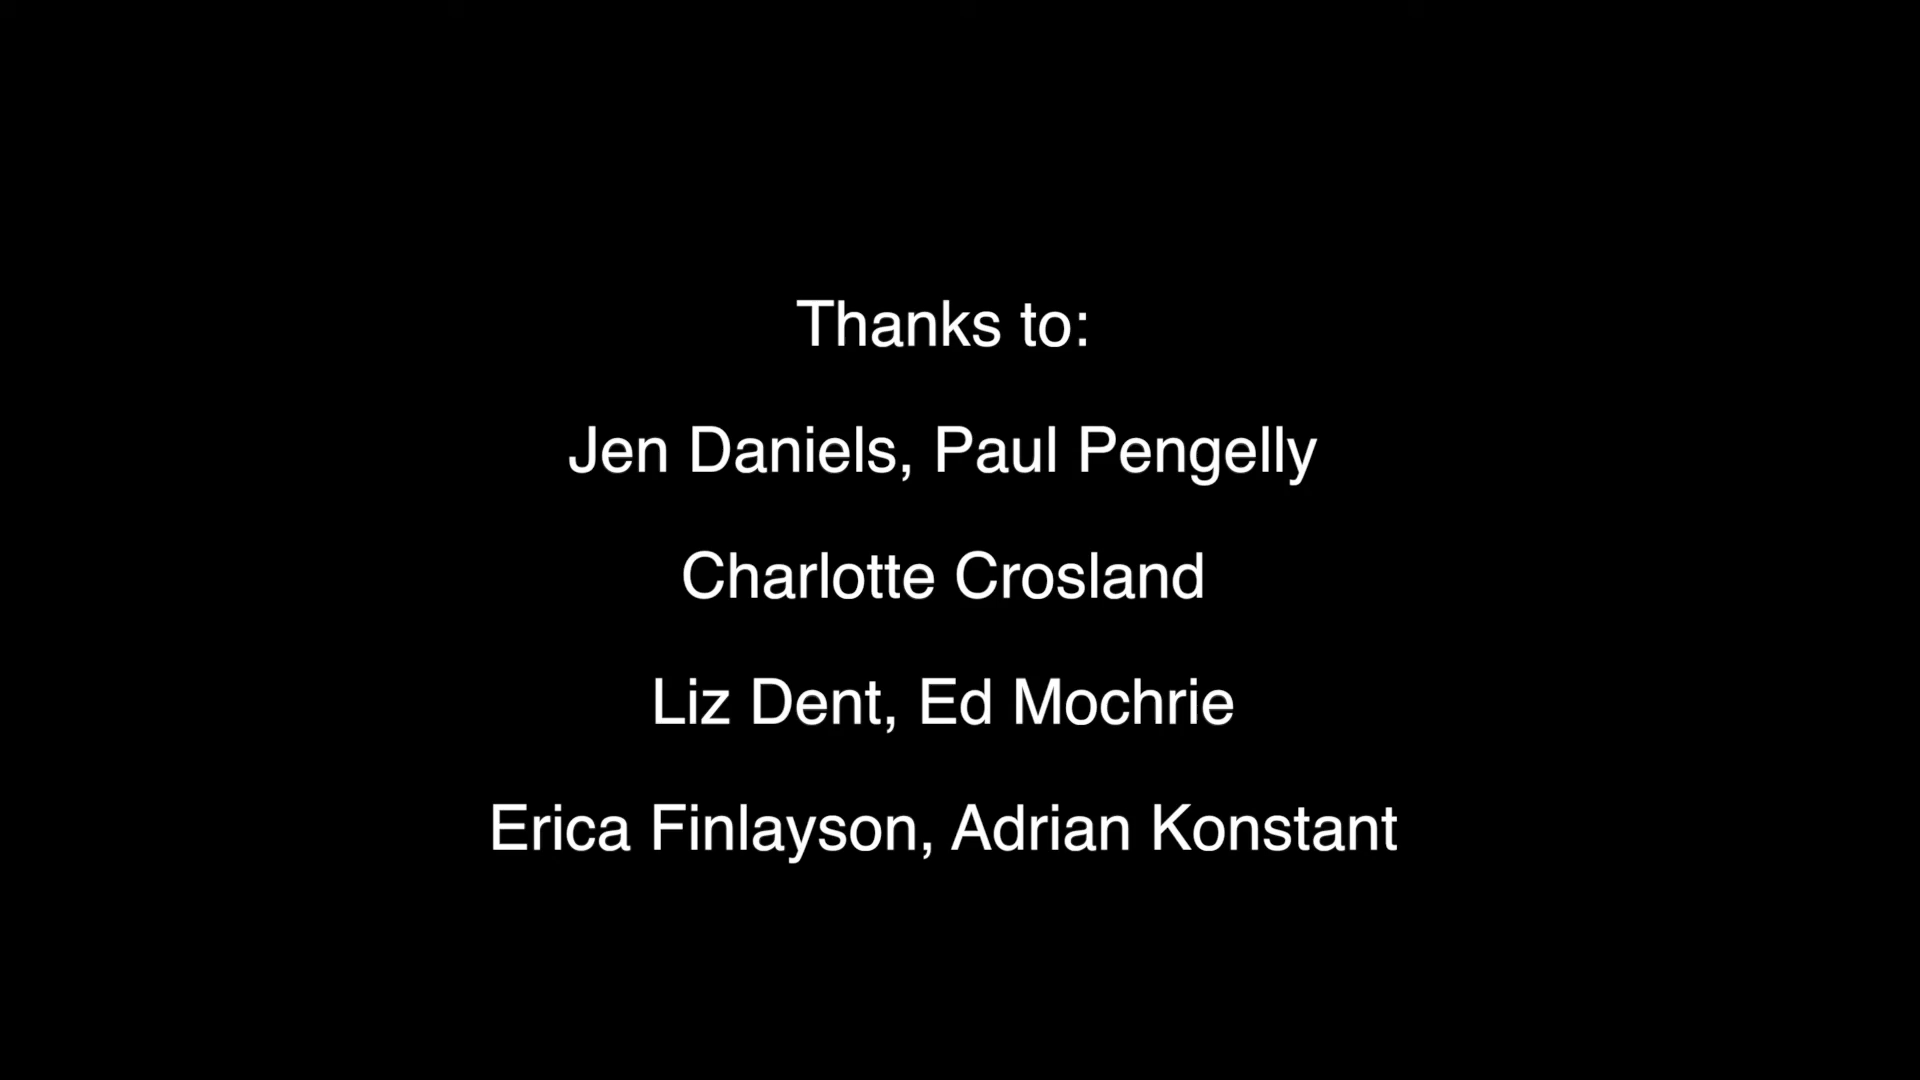 Thanks to:
Jen Daniels, Paul Pengelly
Charlotte Crosland
Liz Dent, Ed Mochrie
Erica Finlayson, Adrian Konstant